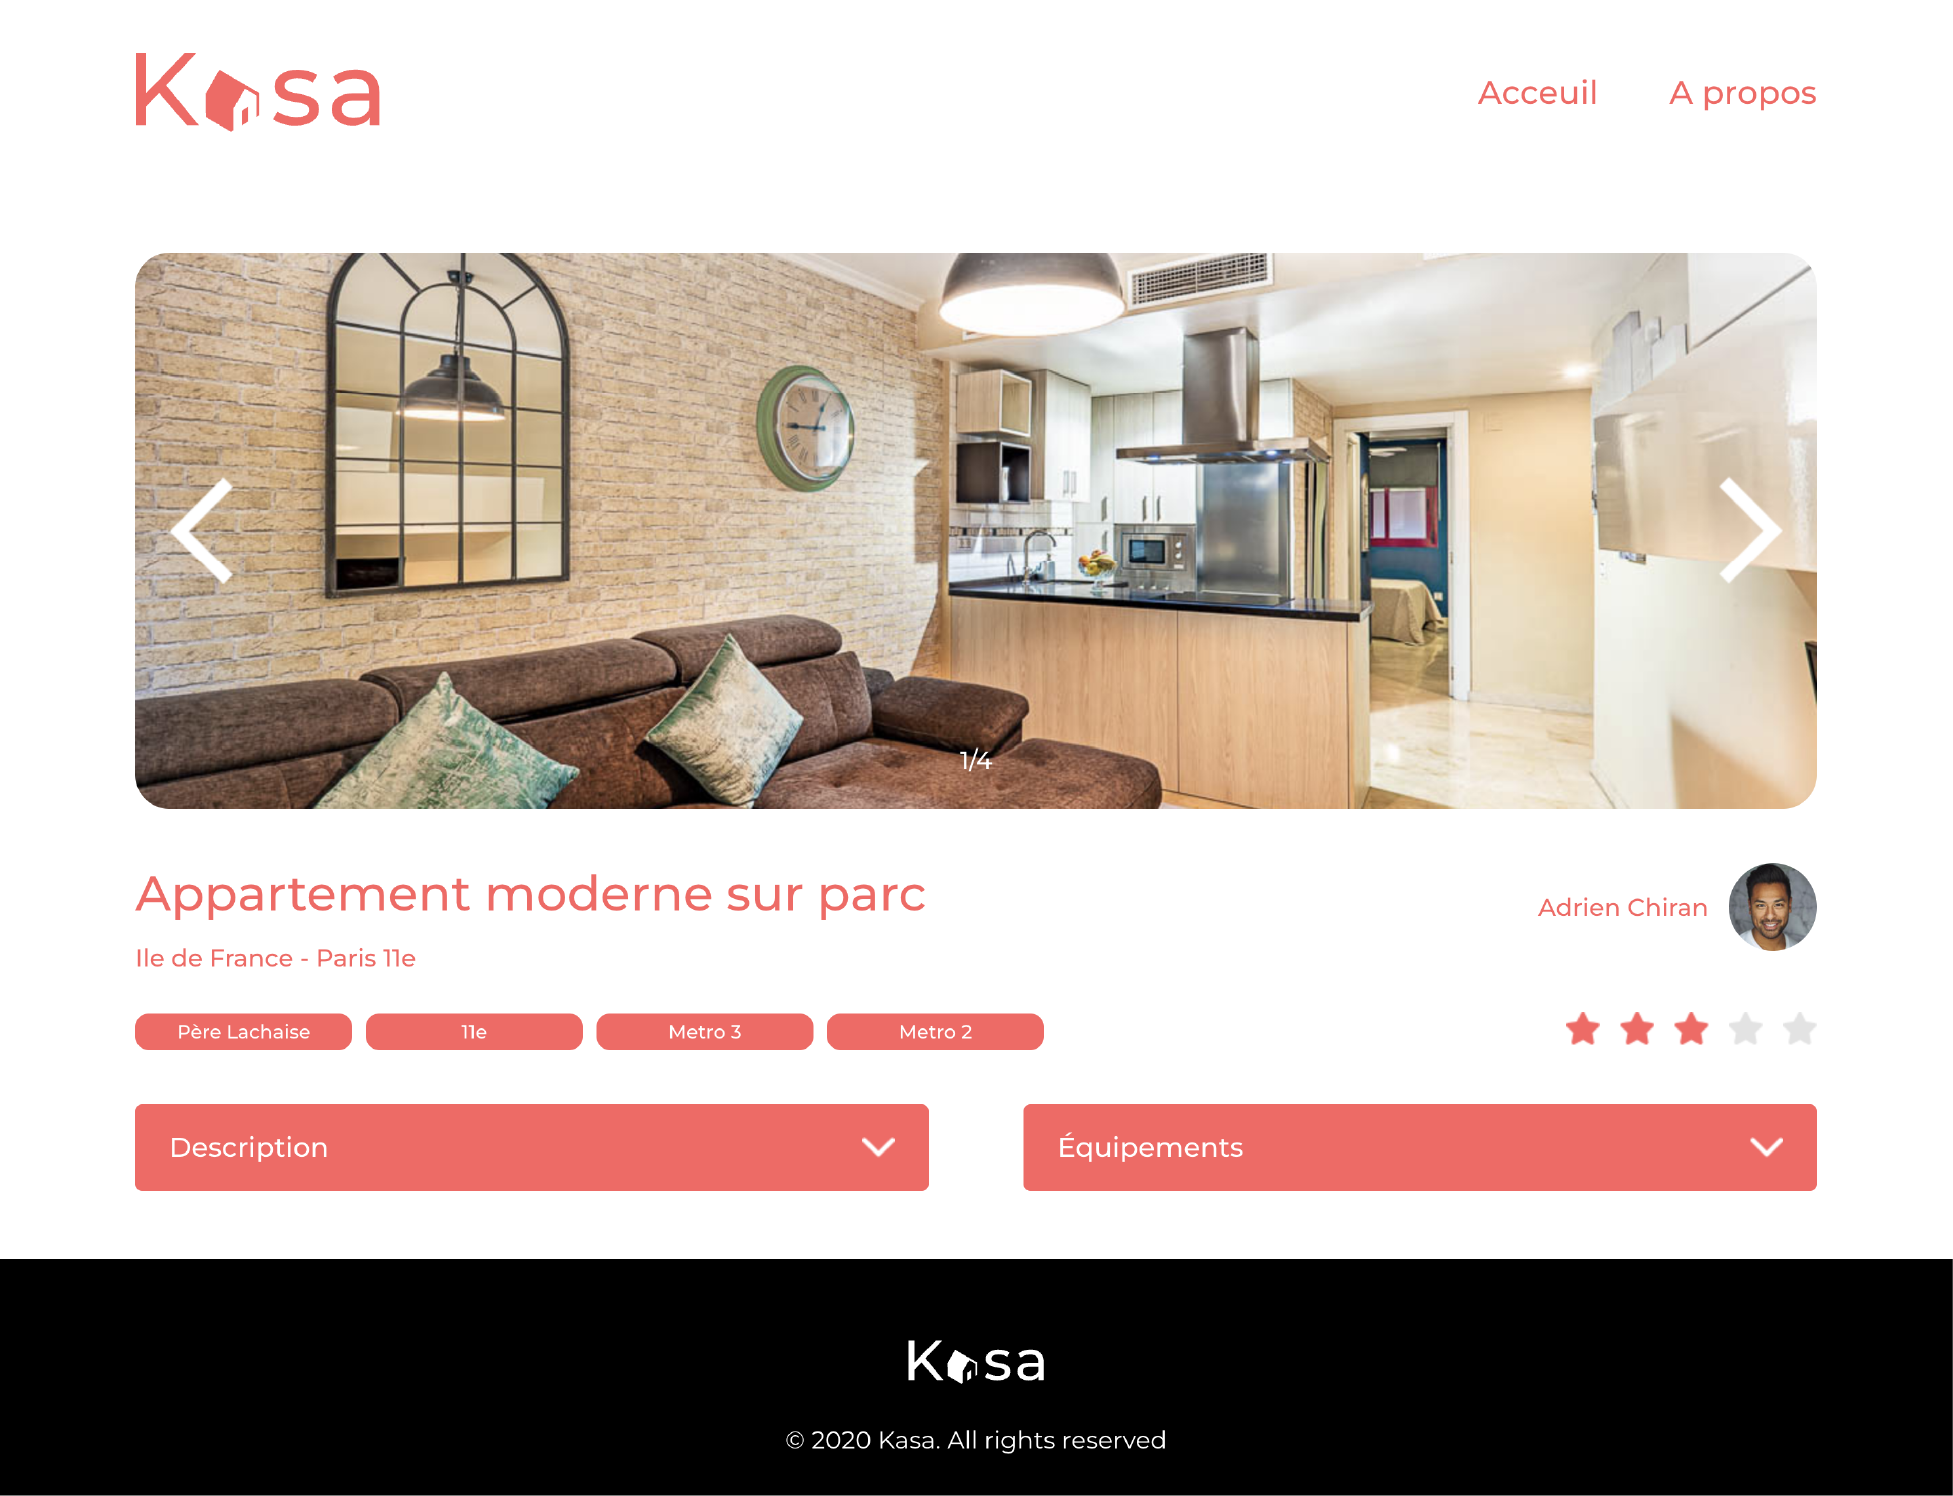 Kasa
Acceuil
A propos
1/4
Appartement moderne sur parc
Adrien Chiran
Ile de France - Paris 11e
Père Lachaise
11e
Metro 3
Metro 2
Description
Équipements
Kasa
© 2020 Kasa. All rights reserved